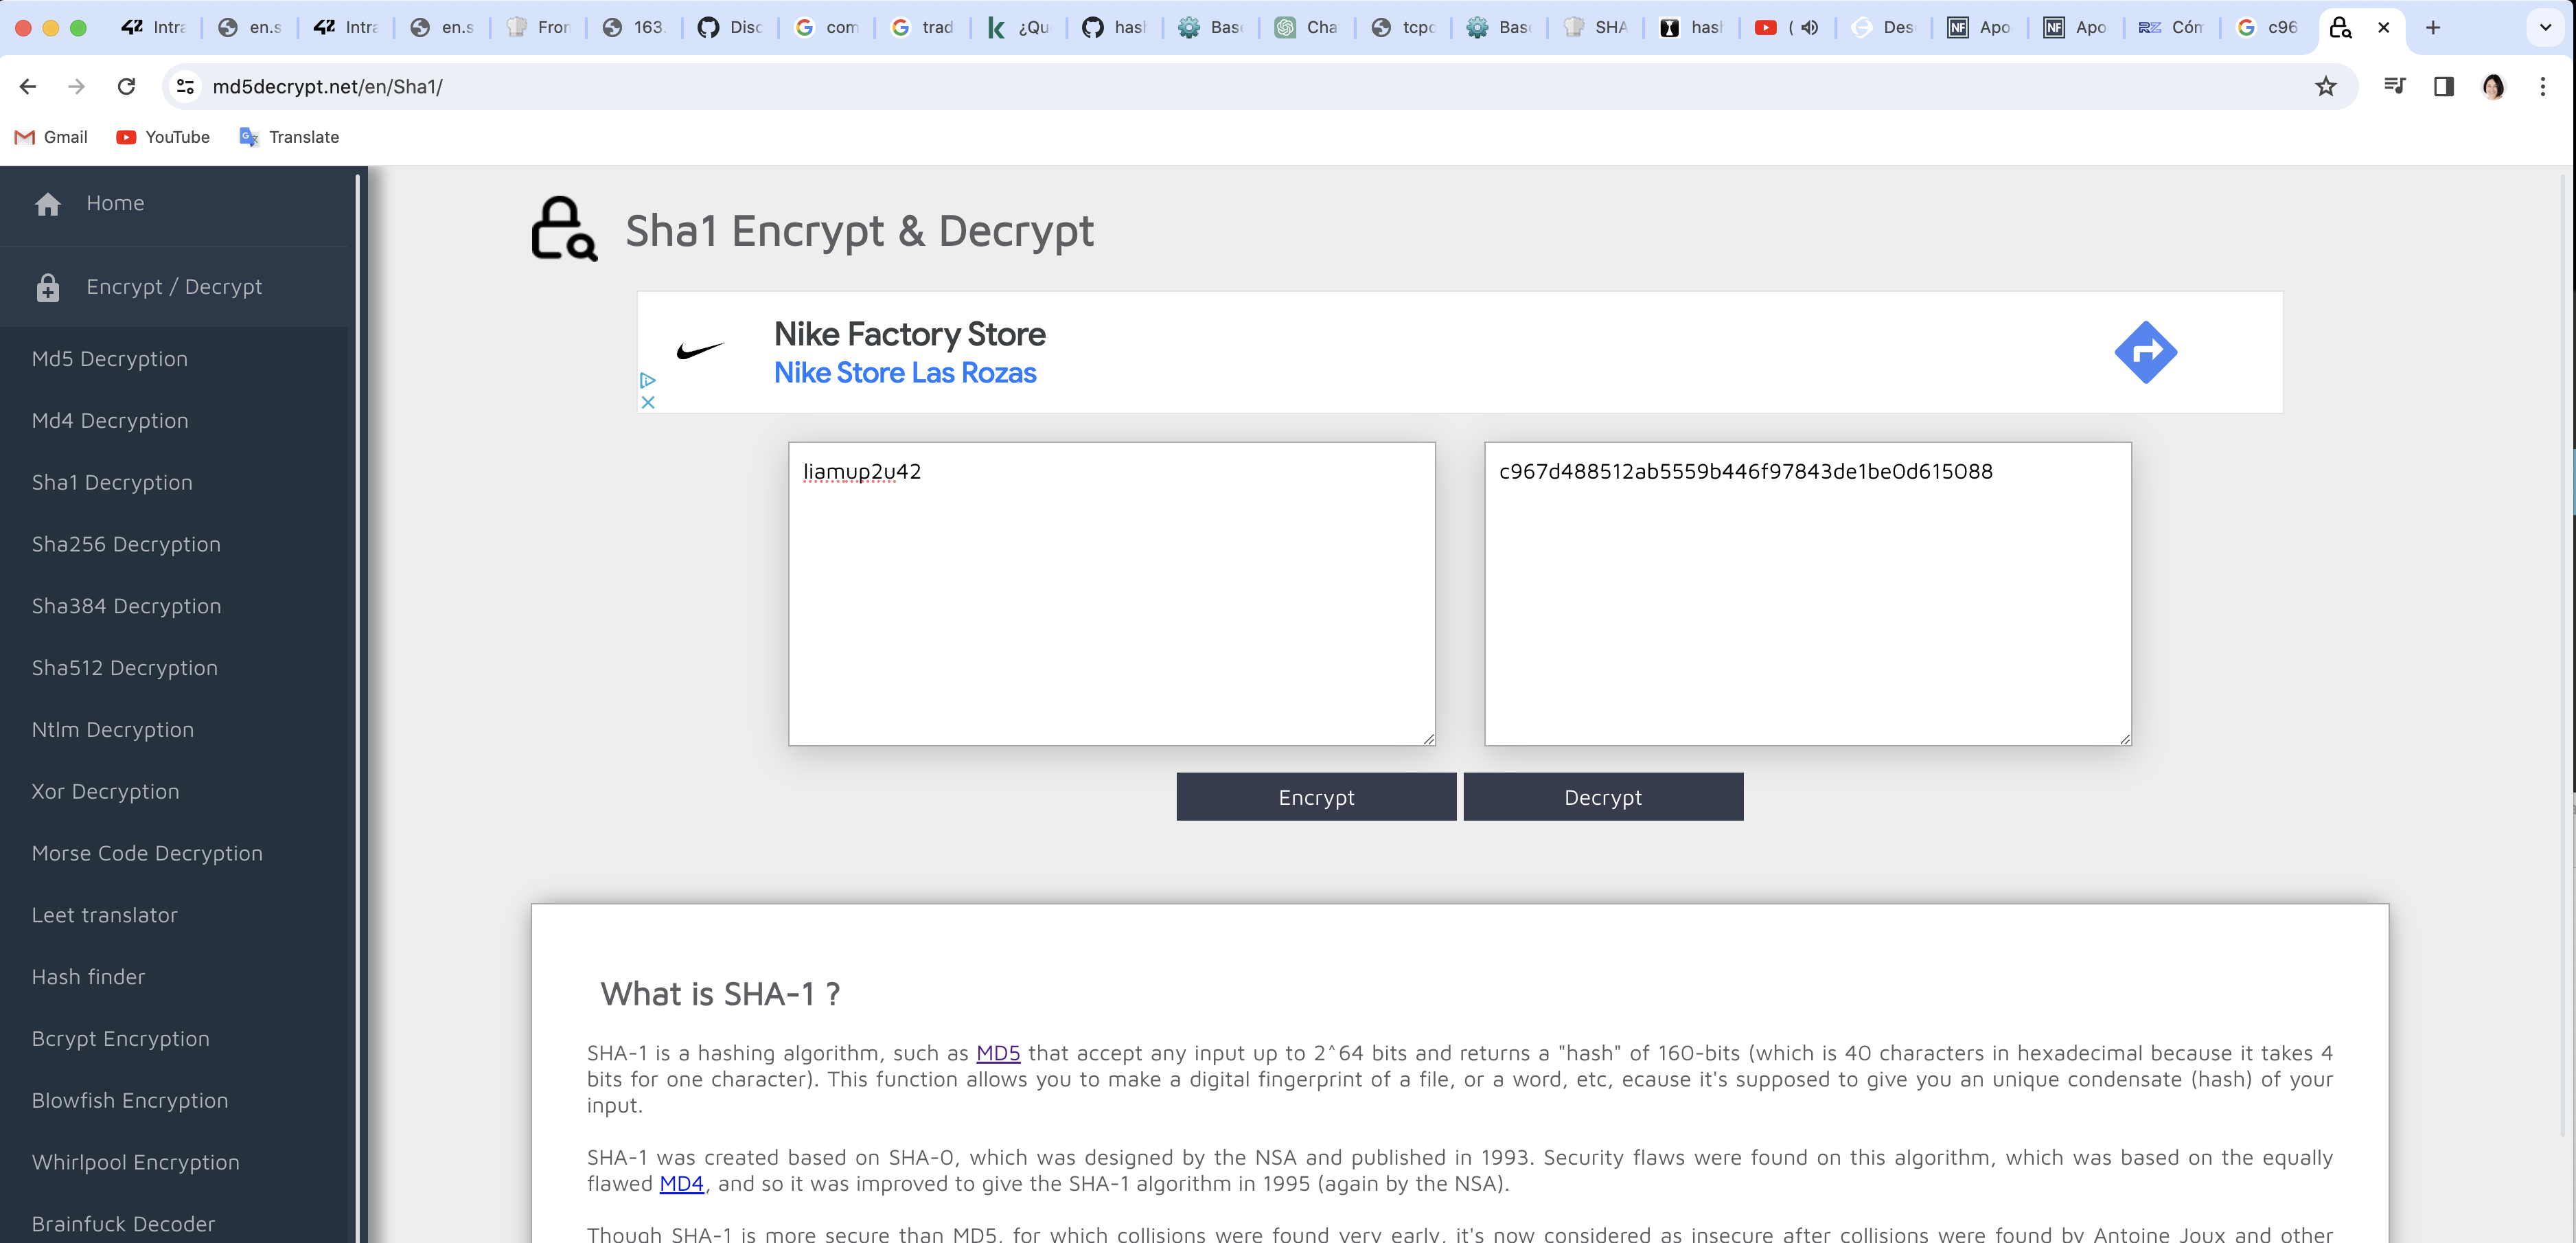 Intra
en.s
Intra
en.s
Fron
163.
Disc
com
trad
¿Qu
hash
Base
Cha
tcpd
Base
SHA
hash
(
Des
NF
Apo
NF
Apo
RZ
Cóm
c96
md5decrypt.net/en/Sha1/
Gmail
YouTube
Translate
Home
Encrypt / Decrypt
Md5 Decryption
Md4 Decryption
Sha1 Decryption
Sha256 Decryption
Sha384 Decryption
Sha512 Decryption
Ntlm Decryption
Xor Decryption
Morse Code Decryption
Leet translator
Hash finder
Bcrypt Encryption
Blowfish Encryption
Whirlpool Encryption
Brainfuck Decoder
Sha1 Encrypt & Decrypt
Nike Factory Store
Nike Store Las Rozas
liamup2u42
c967d488512ab5559b446f97843de1be0d615088
Encrypt
Decrypt
What is SHA-1 ?
SHA-1 is a hashing algorithm, such as MD5 that accept any input up to 2^64 bits and returns a "hash" of 160-bits (which is 40 characters in hexadecimal because it takes 4
bits for one character). This function allows you to make a digital fingerprint of a file, or a word, etc, ecause it's supposed to give you an unique condensate (hash) of your
input.
SHA-1 was created based on SHA-0, which was designed by the NSA and published in 1993. Security flaws were found on this algorithm, which was based on the equally
flawed MD4, and so it was improved to give the SHA-1 algorithm in 1995 (again by the NSA).
Though SHA-1 is more secure than MD5, for which collisions were found very early, it's now considered as insecure after collisions were found by Antoine Joux and other